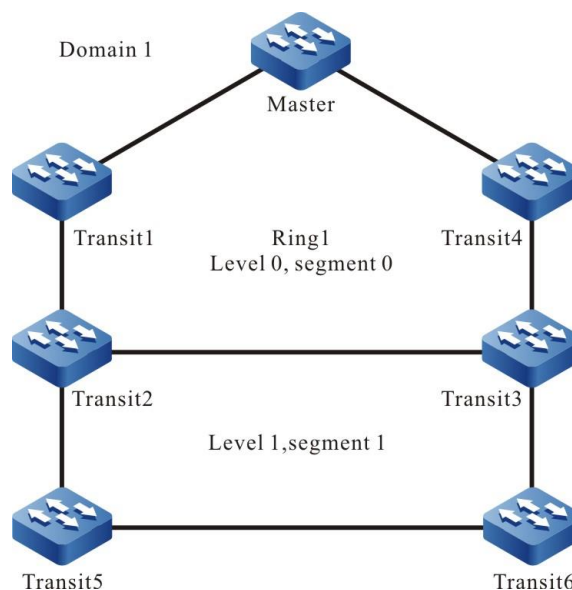 Domain 1
Master
Transit1
Ring1
Transit4
Level 0, segment 0
Transit2
Transit3
Level 1,segment 1
Transit5
Transit6